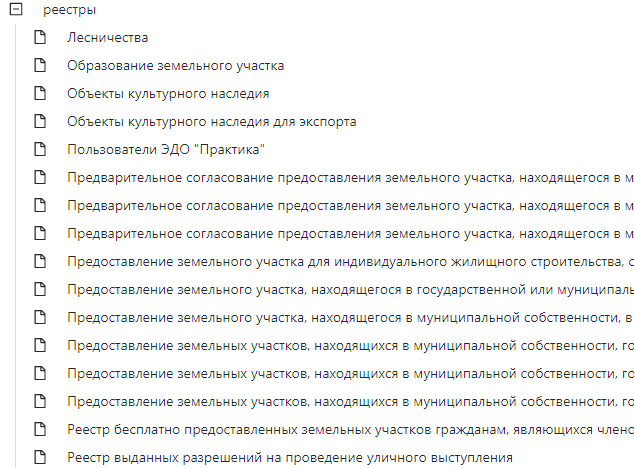 реестры
Лесничества
Образование земельного участка
Объекты культурного наследия
Объекты культурного наследия для экспорта
Пользователи ЭДО "Практика"
Предварительное согласование предоставления земельного участка, находящегося в м
Предварительное согласование предоставления земельного участка, находящегося в м
Предварительное согласование предоставления земельного участка, находящегося в м
Предоставление земельного участка для индивидуального жилищного строительства, с
Предоставление земельного участка, находящегося в государственной или муниципаль
Предоставление земельного участка, находящегося в муниципальной собственности, в
Предоставление земельных участков, находящихся в муниципальной собственности, го
Предоставление земельных участков, находящихся в муниципальной собственности, го
Предоставление земельных участков, находящихся в муниципальной собственности, го
Реестр бесплатно предоставленных земельных участков гражданам, являющихся члено
Реестр выданных разрешений на проведение уличного выступления